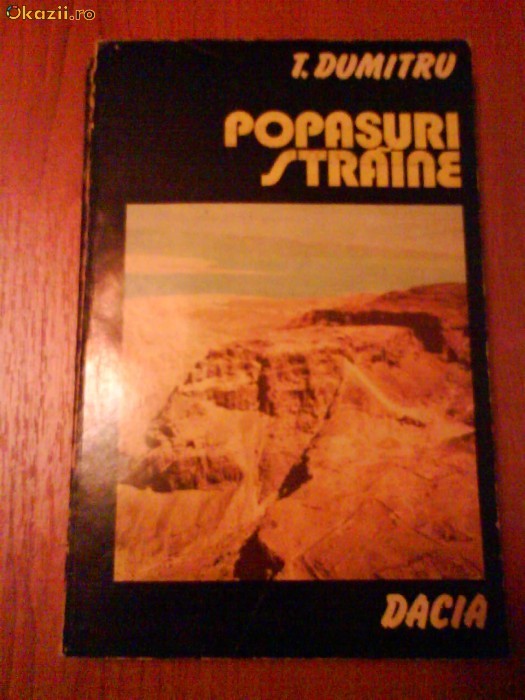 Okazii.ro
T. DUMITRU
POPASURI
STRĂINE
DACIA